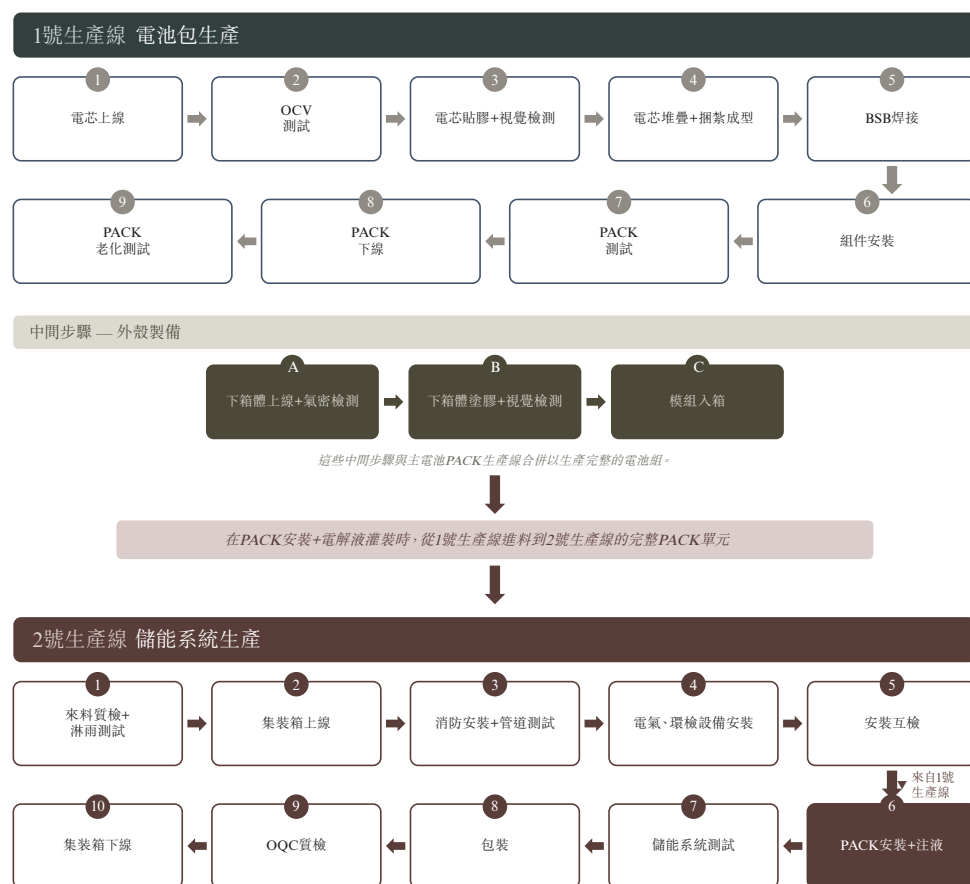 1號生產線 電池包生產
1
電芯上線
2
OCV
測試
3
電芯貼膠+視覺檢測
4
電芯堆疊+捆紮成型
5
BSB焊接
6
組件安裝
7
PACK
測試
8
PACK
下線
9
PACK
老化測試
中間步驟 — 外殼製備
A
下箱體上線+氣密檢測
B
下箱體塗膠+視覺檢測
C
模組入箱
這些中間步驟與主電池PACK生產線合併以生產完整的電池組。
在PACK安裝+電解液灌裝時，從1號生產線進料到2號生產線的完整PACK單元
2號生產線 儲能系統生產
1
來料質檢+
淋雨測試
2
集裝箱上線
3
消防安裝+管道測試
4
電氣、環檢設備安裝
5
安裝互檢
來自1號
生產線
6
PACK安裝+注液
7
儲能系統測試
8
包裝
9
OQC質檢
10
集裝箱下線